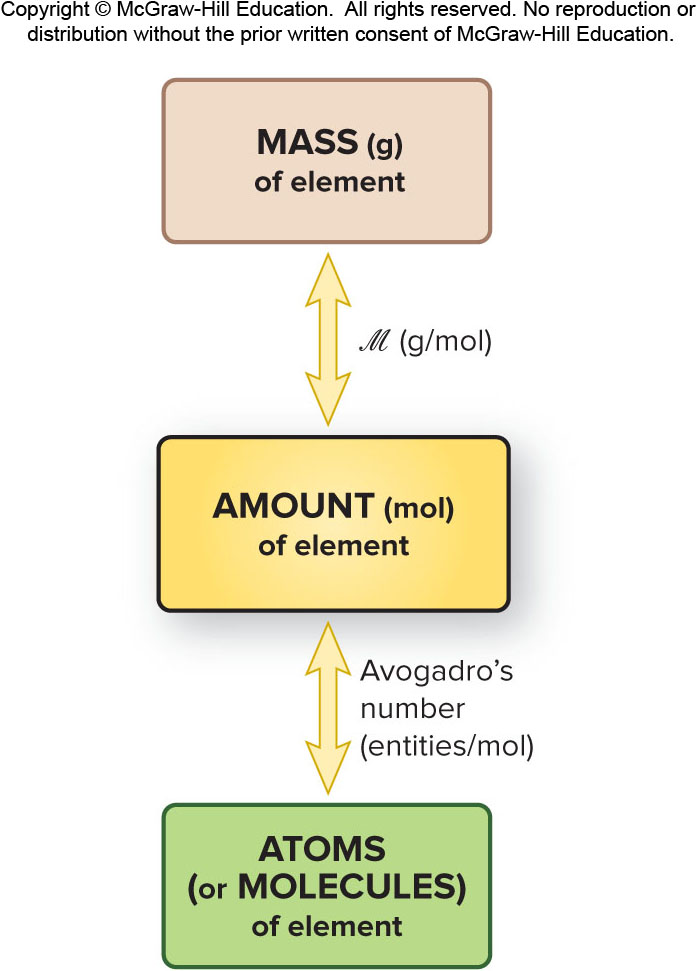 Copyright © McGraw-Hill Education.  All rights reserved. No reproduction or
distribution without the prior written consent of McGraw-Hill Education.
MASS (g)
of element
ℳ (g/mol)
AMOUNT (mol)
of element
Avogadro’s
number
(entities/mol)
ATOMS
(or MOLECULES)
of element